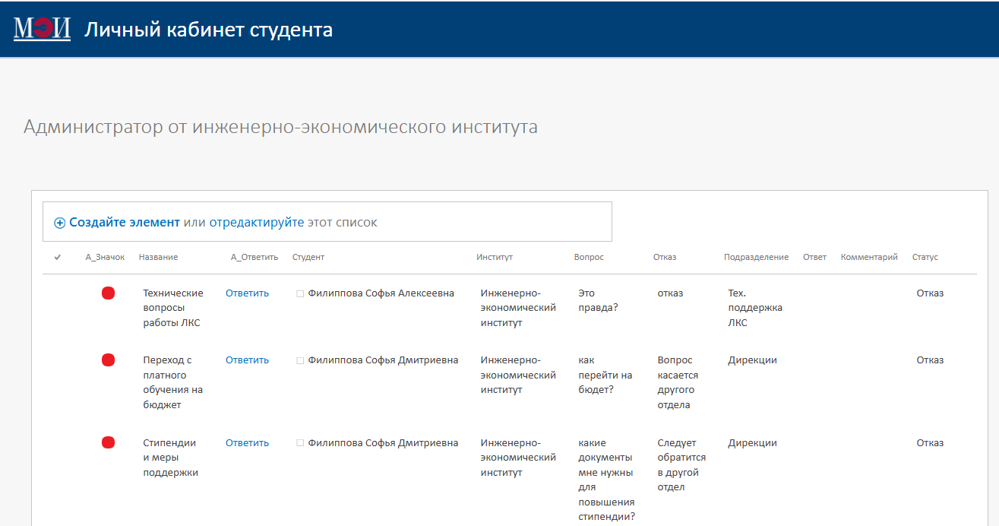 МЭИ Личный кабинет студента
Администратор от инженерно-экономического института
Создайте элемент или отредактируйте этот список
А_Значок Название А_Ответить Студент Институт Вопрос Отказ Подразделение Ответ Комментарий Статус
Технические Ответить Филиппова Софья Алексеевна Инженерно- Это отказ Тех. Отказ
вопросы экономический правда? поддержка
работы ЛКС институт ЛКС
Переход с Ответить Филиппова Софья Дмитриевна Инженерно- как Вопрос Дирекции Отказ
платного экономический перейти на касается
обучения на институт бюдет? другого
бюджет отдела
Стипендии Ответить Филиппова Софья Дмитриевна Инженерно- какие Следует Дирекции Отказ
и меры экономический документы обратится
поддержки институт мне нужны в другой
для отдел
повышения
стипендии?